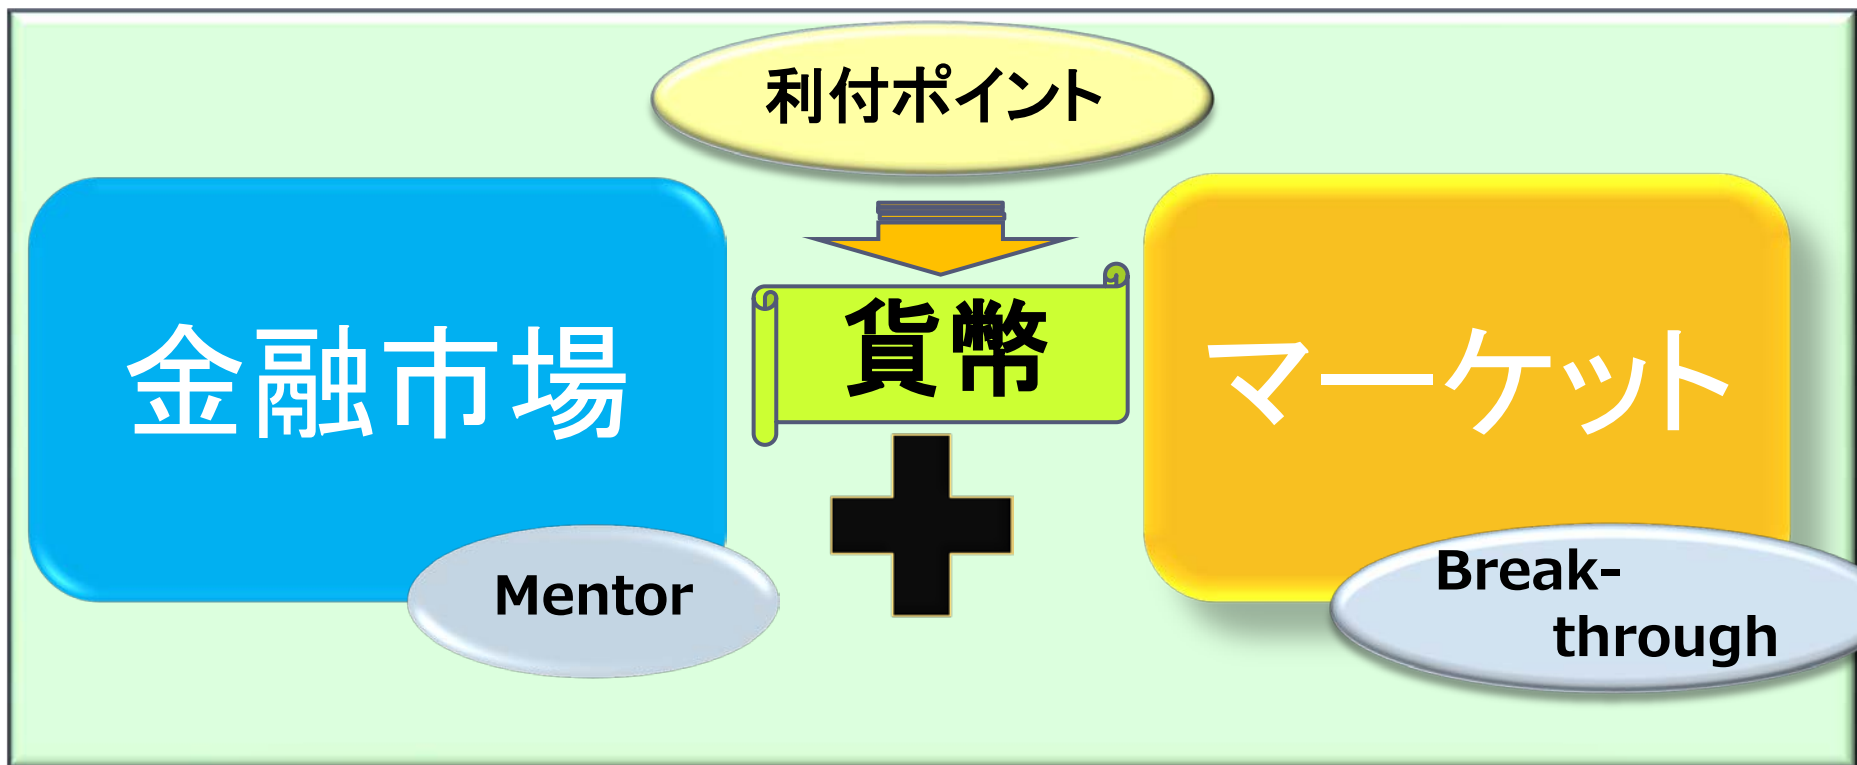 利付ポイント
金融市場
貨幣
マーケット
Mentor
Break-
through